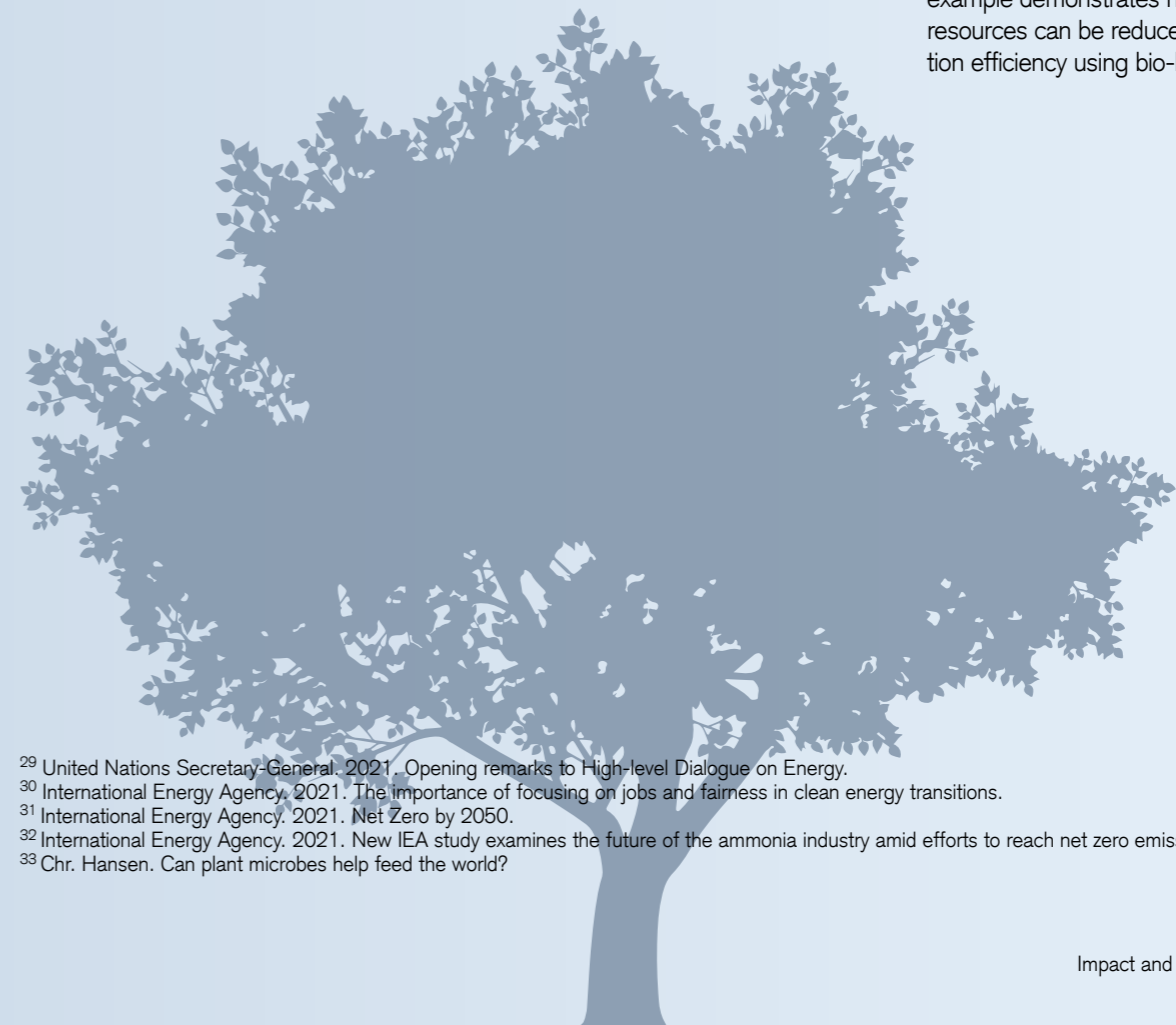 resources can be reduce
tion efficiency using bio-
29 United Nations Secretary-General. 2021. Opening remarks to High-level Dialogue on Energy.
30 International Energy Agency. 2021. The importance of focusing on jobs and fairness in clean energy transitions.
31 International Energy Agency. 2021. Net Zero by 2050.
32 International Energy Agency. 2021. New IEA study examines the future of the ammonia industry amid efforts to reach net zero emis
33 Chr. Hansen. Can plant microbes help feed the world?
Impact and